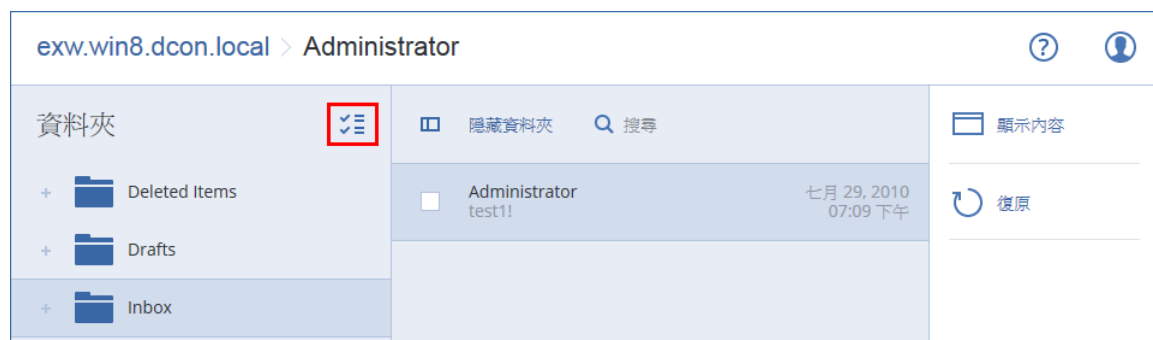 exw.win8.dcon.local > Administrator
資料夾
隱藏資料夾
搜尋
顯示內容
Deleted Items
Administrator
七月 29, 2010
test1!
07:09 下午
復原
Drafts
Inbox